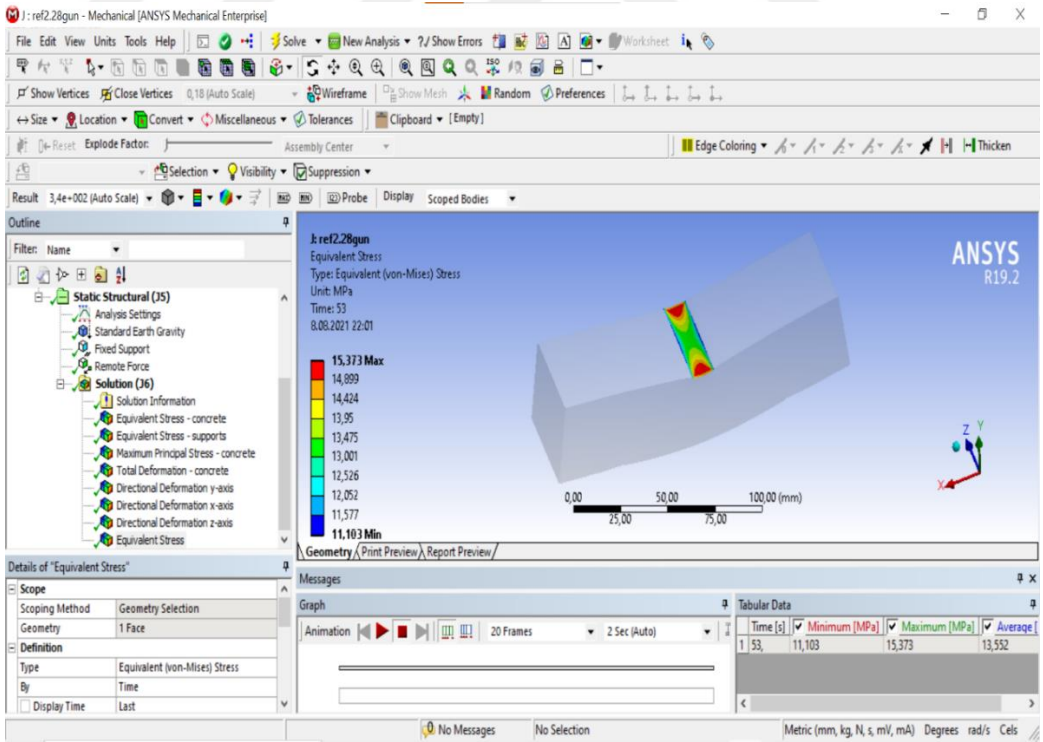 J : ref2.28gun - Mechanical [ANSYS Mechanical Enterprise]
File Edit View Units Tools Help Solve New Analysis ?/ Show Errors Worksheet
Show Vertices Close Vertices 0,18 (Auto Scale) Wireframe Show Mesh Random Preferences
Size Location Convert Miscellaneous Tolerances Clipboard [Empty]
Reset Explode Factor: Assembly Center Edge Coloring Thicken
Selection Visibility Suppression
Result 3,4e+002 (Auto Scale) Probe Display Scoped Bodies
Outline
Filter: Name
Static Structural (J5)
Analysis Settings
Standard Earth Gravity
Fixed Support
Remote Force
Solution (J6)
Solution Information
Equivalent Stress - concrete
Equivalent Stress - supports
Maximum Principal Stress - concrete
Total Deformation - concrete
Directional Deformation y-axis
Directional Deformation x-axis
Directional Deformation z-axis
Equivalent Stress
Details of "Equivalent Stress"
Scope
Scoping Method Geometry Selection
Geometry 1 Face
Definition
Type Equivalent (von-Mises) Stress
By Time
Display Time Last
J: ref2.28gun
Equivalent Stress
Type: Equivalent (von-Mises) Stress
Unit: MPa
Time: 53
8.08.2021 22:01
15,373 Max
14,899
14,424
13,95
13,475
13,001
12,526
12,052
11,577
11,103 Min
ANSYS
R19.2
Z Y
X
0,00 50,00 100,00 (mm)
25,00 75,00
Geometry Print Preview Report Preview
Messages
Graph
Animation 20 Frames 2 Sec (Auto)
Tabular Data
Time [s] Minimum [MPa] Maximum [MPa] Average [
1 53, 11,103 15,373 13,552
No Messages No Selection Metric (mm, kg, N, s, mV, mA) Degrees rad/s Cels